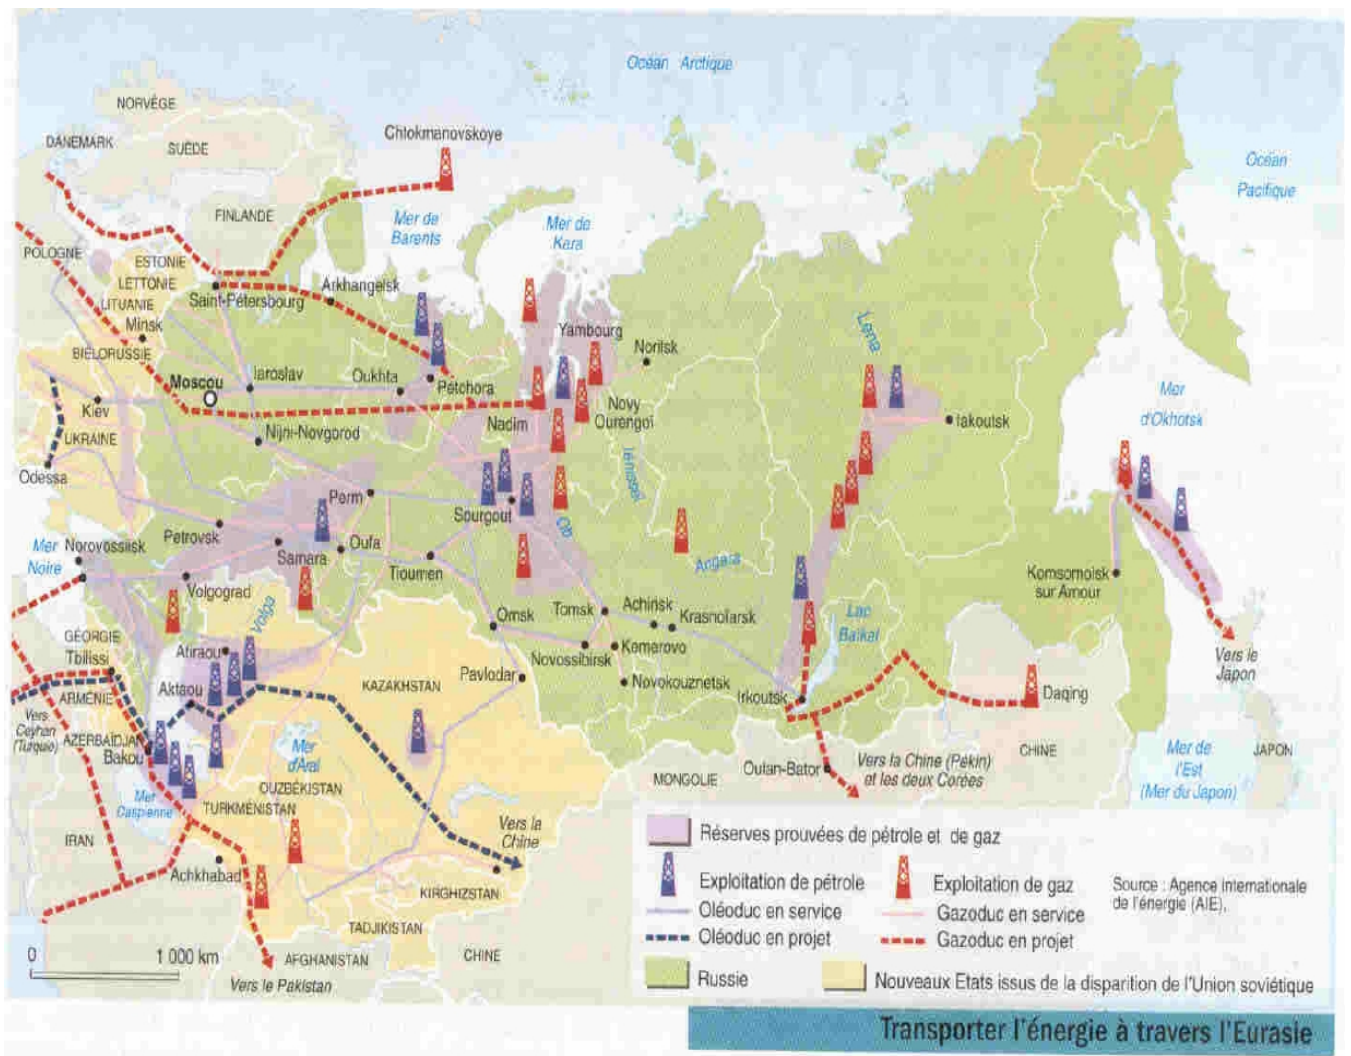 Océan Arctique
NORVÈGE
Chtokmanovskoye
DANEMARK
SUÈDE
Océan
Pacifique
FINLANDE
Mer de
Barents
Mer de
Kara
POLOGNE
ESTONIE
LETTONIE
Saint-Pétersbourg
Arkhangelsk
LITUANIE
Minsk
Yambourg
Lena
BIÉLORUSSIE
Norilsk
Moscou
Iaroslav
Oukhta
Petchora
Mer
d'Okhotsk
Kiev
Nadim
Novy
Ourengoï
Iakoutsk
UKRAINE
Nijni-Novgorod
Iénisseï
Odessa
Perm
Sourgout
Ob
Petrovsk
Mer
Noire
Norovossiisk
Samara
Oufa
Angara
Tioumen
Komsomolsk
sur Amour
Volgograd
Volga
Omsk
Tomsk
Achinsk
Krasnoïarsk
Lac
Baïkal
GÉORGIE
Tbilissi
Atiraou
Novossibirsk
Kemerovo
Vers le
Japon
ARMÉNIE
Aktaou
KAZAKHSTAN
Pavlodar
Novokouznetsk
Irkoutsk
Daqing
Vers
Ceyhan
(Turquie)
AZERBAÏDJAN
Bakou
Mer
d'Aral
Oulan-Bator
Vers la Chine (Pékin)
et les deux Corées
CHINE
Mer de
l'Est
(Mer du Japon)
JAPON
MONGOLIE
OUZBÉKISTAN
Mer
Caspienne
TURKMÉNISTAN
Vers la
Chine
IRAN
Achkhabad
KIRGHIZSTAN
TADJIKISTAN
AFGHANISTAN
CHINE
Vers le Pakistan
0 1 000 km
Réserves prouvées de pétrole et de gaz
Exploitation de pétrole
Exploitation de gaz
Oléoduc en service
Gazoduc en service
Oléoduc en projet
Gazoduc en projet
Source : Agence internationale
de l'énergie (AIE).
Russie
Nouveaux Etats issus de la disparition de l'Union soviétique
Transporter l'énergie à travers l'Eurasie